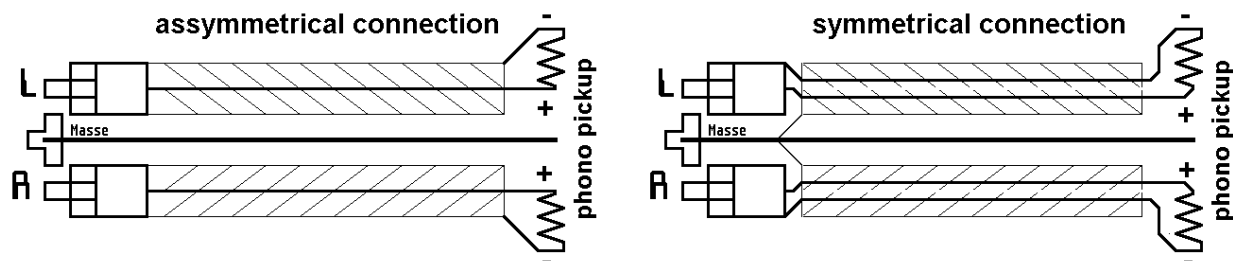 assymmetrical connection
-
L
+
Masse
+
R
-
phono pickup
symmetrical connection
-
L
+
Masse
+
R
-
phono pickup